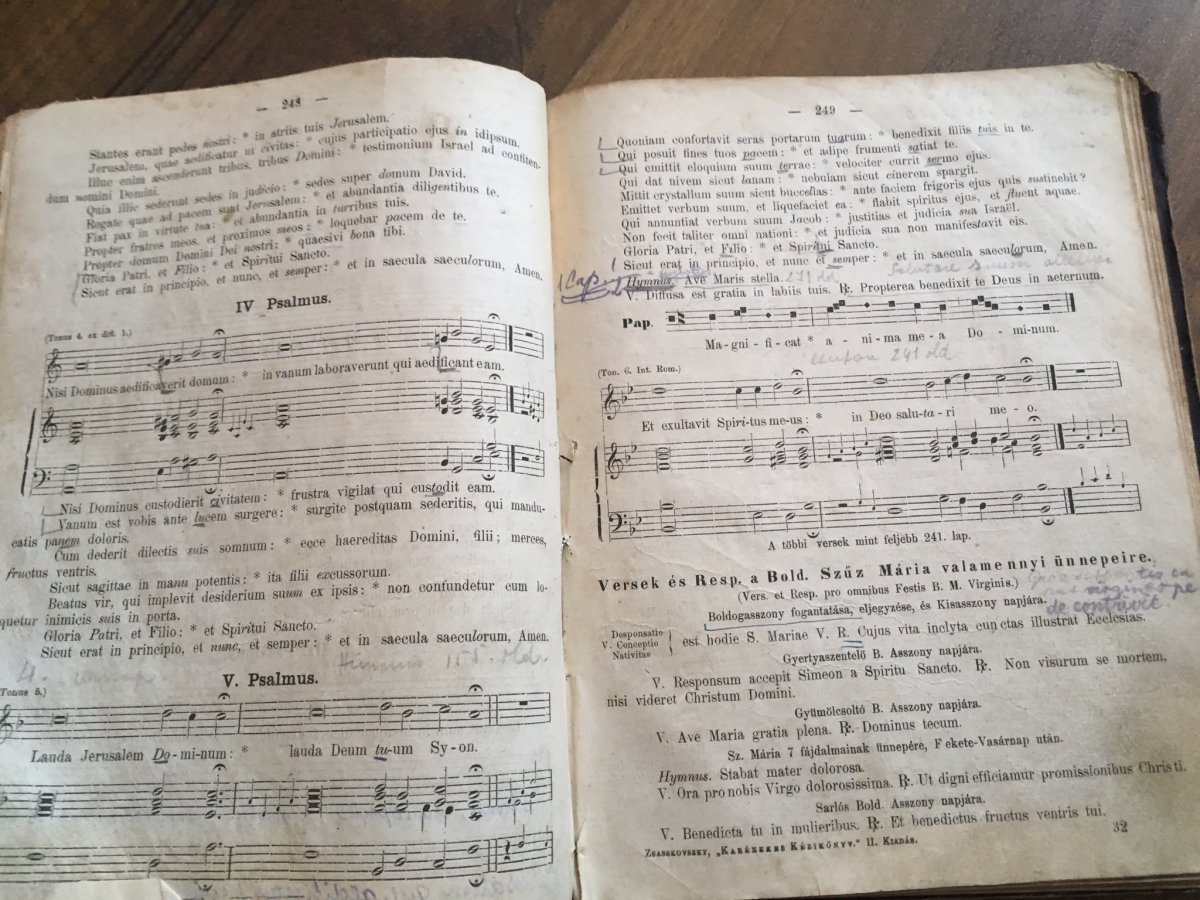 — 248 —
Stantes erant pedes nostri: * in atriis tuis Jerusalem.
Jerusalem, quae aedificatur ut civitas: * cujus participatio ejus in idipsum.
Illuc enim ascenderunt tribus, tribus Domini: * testimonium Israel ad confiten-
dum nomini Domini.
Quia illic sederunt sedes in judicio: * sedes super domum David.
Rogate quae ad pacem sunt Jerusalem: * et abundantia diligentibus te.
Fiat pax in virtute tua: * et abundantia in turribus tuis.
Propter fratres meos, et proximos meos: * loquebar pacem de te.
Propter domum Domini Dei nostri: * quaesivi bona tibi.
Gloria Patri, et Filio: * et Spiritui Sancto.
Sicut erat in principio, et nunc, et semper: * et in saecula saeculorum, Amen.
IV Psalmus.
(Tonus 4. ex diff. 1.)
Nisi Dominus aedificaverit domum: * in vanum laboraverunt qui aedificant eam.
Nisi Dominus custodierit civitatem: * frustra vigilat qui custodit eam.
Vanum est vobis ante lucem surgere: * surgite postquam sederitis, qui mandu-
catis panem doloris.
Cum dederit dilectis suis somnum: * ecce haereditas Domini, filii; merces,
fructus ventris.
Sicut sagittae in manu potentis: * ita filii excussorum.
Beatus vir, qui implevit desiderium suum ex ipsis: * non confundetur cum lo-
quetur inimicis suis in porta.
Gloria Patri, et Filio: * et Spiritui Sancto.
Sicut erat in principio, et nunc, et semper: * et in saecula saeculorum, Amen.
4. 155 old.
V. Psalmus.
Tonus 5.)
Lauda Jerusalem Do-minum: * lauda Deum tu-um Sy-on.
— 249 —
Quoniam confortavit seras portarum tuarum: * benedixit filiis tuis in te.
Qui posuit fines tuos pacem: * et adipe frumenti satiat te.
Qui emittit eloquium suum terrae: * velociter currit sermo ejus.
Qui dat nivem sicut lanam: * nebulam sicut cinerem spargit.
Mittit crystallum suum sicut buccellas: * ante faciem frigoris ejus quis sustinebit?
Emittet verbum suum, et liquefaciet ea: * flabit spiritus ejus, et fluent aquae.
Qui annuntiat verbum suum Jacob: * justitias et judicia sua Israël.
Non fecit taliter omni nationi: * et judicia sua non manifestavit eis.
Gloria Patri, et Filio: * et Spiritui Sancto.
Sicut erat in principio, et nunc et semper: * et in saecula saeculorum, Amen.
1 Cap. Hymnus. Ave Maris stella. 271 old
V. Diffusa est gratia in labiis tuis. ℟. Propterea benedixit te Deus in aeternum.
Pap.
Ma-gni-fi-cat * a-ni-ma me-a Do-mi-num.
241 old
(Ton. 6. Int. Rom.)
Et exultavit Spiri-tus me-us: * in Deo salu-ta-ri me-o.
A többi versek mint feljebb 241. lap.
Versek és Resp. a Bold. Szűz Mária valamennyi ünnepeire.
(Vers. et Resp. pro omnibus Festis B. M. Virginis.)
de contrivit
Boldogasszony fogantatása, eljegyzése, és Kisasszony napjára.
Desponsatio
V. Conceptio
Nativitas
est hodie S. Mariae V. R. Cujus vita inclyta cunctas illustrat Ecclesias.
Gyertyaszentelő B. Asszony napjára.
V. Responsum accepit Simeon a Spiritu Sancto. ℟. Non visurum se mortem,
nisi videret Christum Domini.
Gyümölcsoltó B. Asszony napjára.
V. Ave Maria gratia plena. ℟. Dominus tecum.
Sz. Mária 7 fájdalmainak ünnepére, Fekete-Vasárnap után.
Hymnus. Stabat mater dolorosa.
V. Ora pro nobis Virgo dolorosissima. ℟. Ut digni efficiamur promissionibus Christi.
Sarlós Bold. Asszony napjára.
V. Benedicta tu in mulieribus. ℟. Et benedictus fructus ventris tui.
Zsasskovszky, „Karénekes Kézikönyv." II. Kiadás.
32